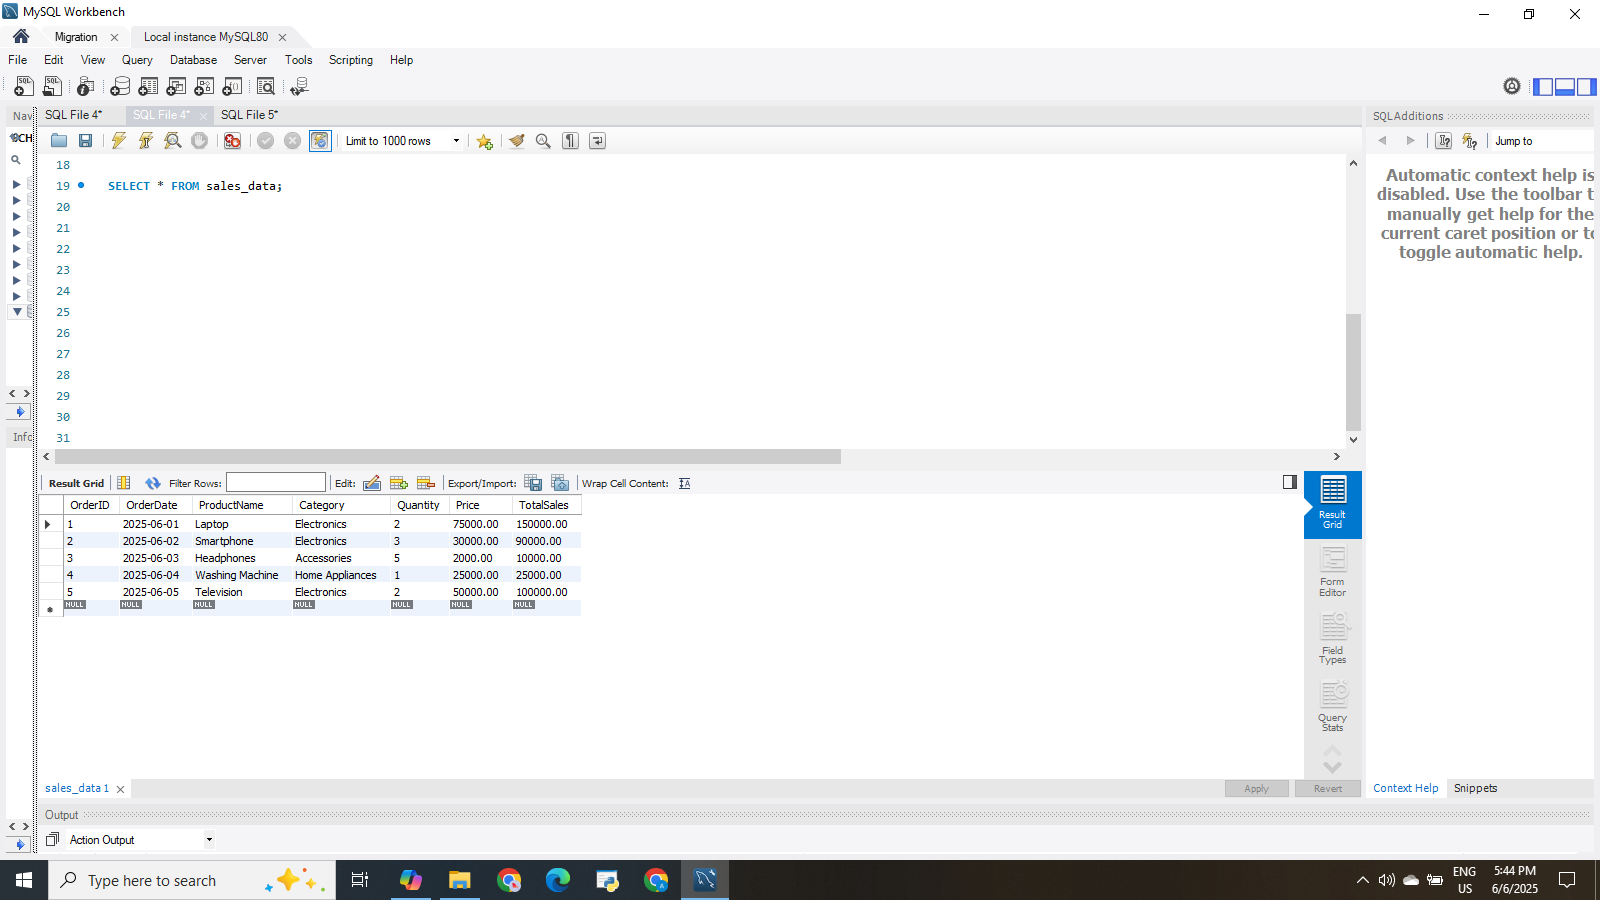 MySQL Workbench
Migration
Local instance MySQL80
File Edit View Query Database Server Tools Scripting Help
Nav
SQL File 4*
SQL File 4*
SQL File 5*
SQLAdditions
SCH
Limit to 1000 rows
Jump to
18
19 SELECT * FROM sales_data;
20
21
22
23
24
25
26
27
28
29
30
31
Automatic context help is
disabled. Use the toolbar t
manually get help for the
current caret position or to
toggle automatic help.
Info
Result Grid Filter Rows: Edit: Export/Import: Wrap Cell Content:
OrderID OrderDate ProductName Category Quantity Price TotalSales
1 2025-06-01 Laptop Electronics 2 75000.00 150000.00
2 2025-06-02 Smartphone Electronics 3 30000.00 90000.00
3 2025-06-03 Headphones Accessories 5 2000.00 10000.00
4 2025-06-04 Washing Machine Home Appliances 1 25000.00 25000.00
5 2025-06-05 Television Electronics 2 50000.00 100000.00
NULL NULL NULL NULL NULL NULL NULL
Result
Grid
Form
Editor
Field
Types
Query
Stats
sales_data 1
Apply
Revert
Context Help
Snippets
Output
Action Output
Type here to search
ENG
US
5:44 PM
6/6/2025